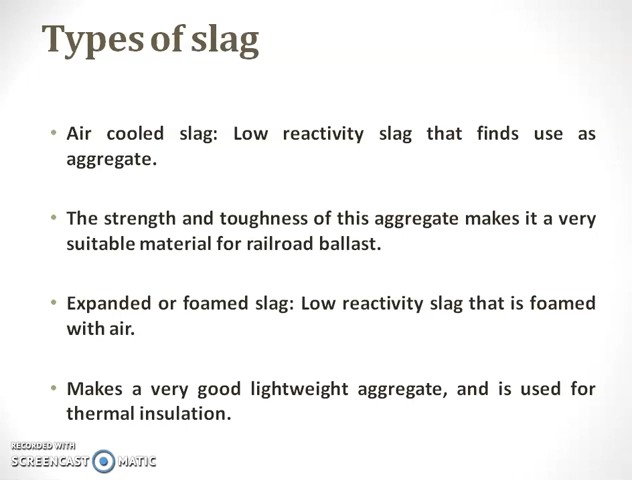 Types of slag
• Air cooled slag: Low reactivity slag that finds use as
aggregate.
• The strength and toughness of this aggregate makes it a very
suitable material for railroad ballast.
• Expanded or foamed slag: Low reactivity slag that is foamed
with air.
• Makes a very good lightweight aggregate, and is used for
thermal insulation.
RECORDED WITH
SCREENCAST MATIC